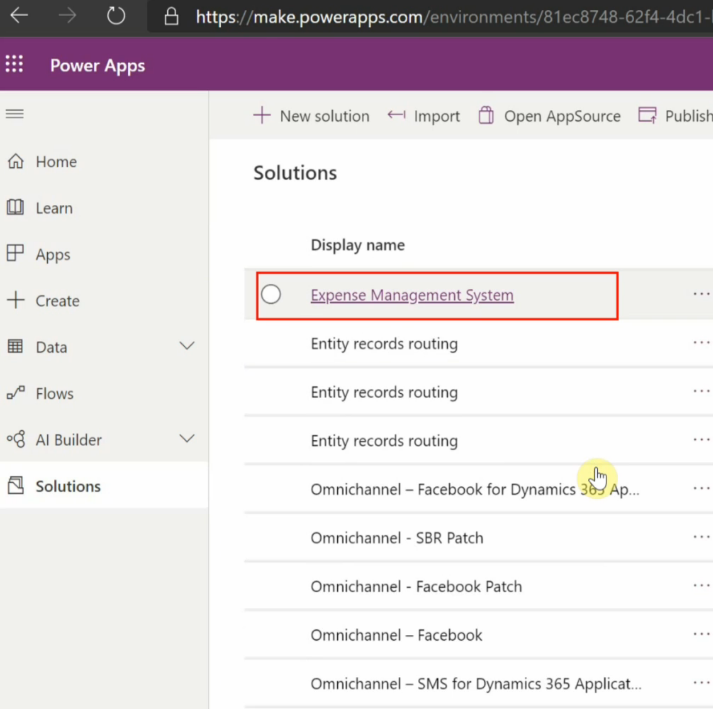 https://make.powerapps.com/environments/81ec8748-62f4-4dc1-
Power Apps
New solution
Import
Open AppSource
Publish
Home
Learn
Apps
Create
Data
Flows
AI Builder
Solutions
Solutions
Display name
Expense Management System
Entity records routing
Entity records routing
Entity records routing
Omnichannel – Facebook for Dynamics 365 Ap...
Omnichannel - SBR Patch
Omnichannel - Facebook Patch
Omnichannel – Facebook
Omnichannel – SMS for Dynamics 365 Applicat...